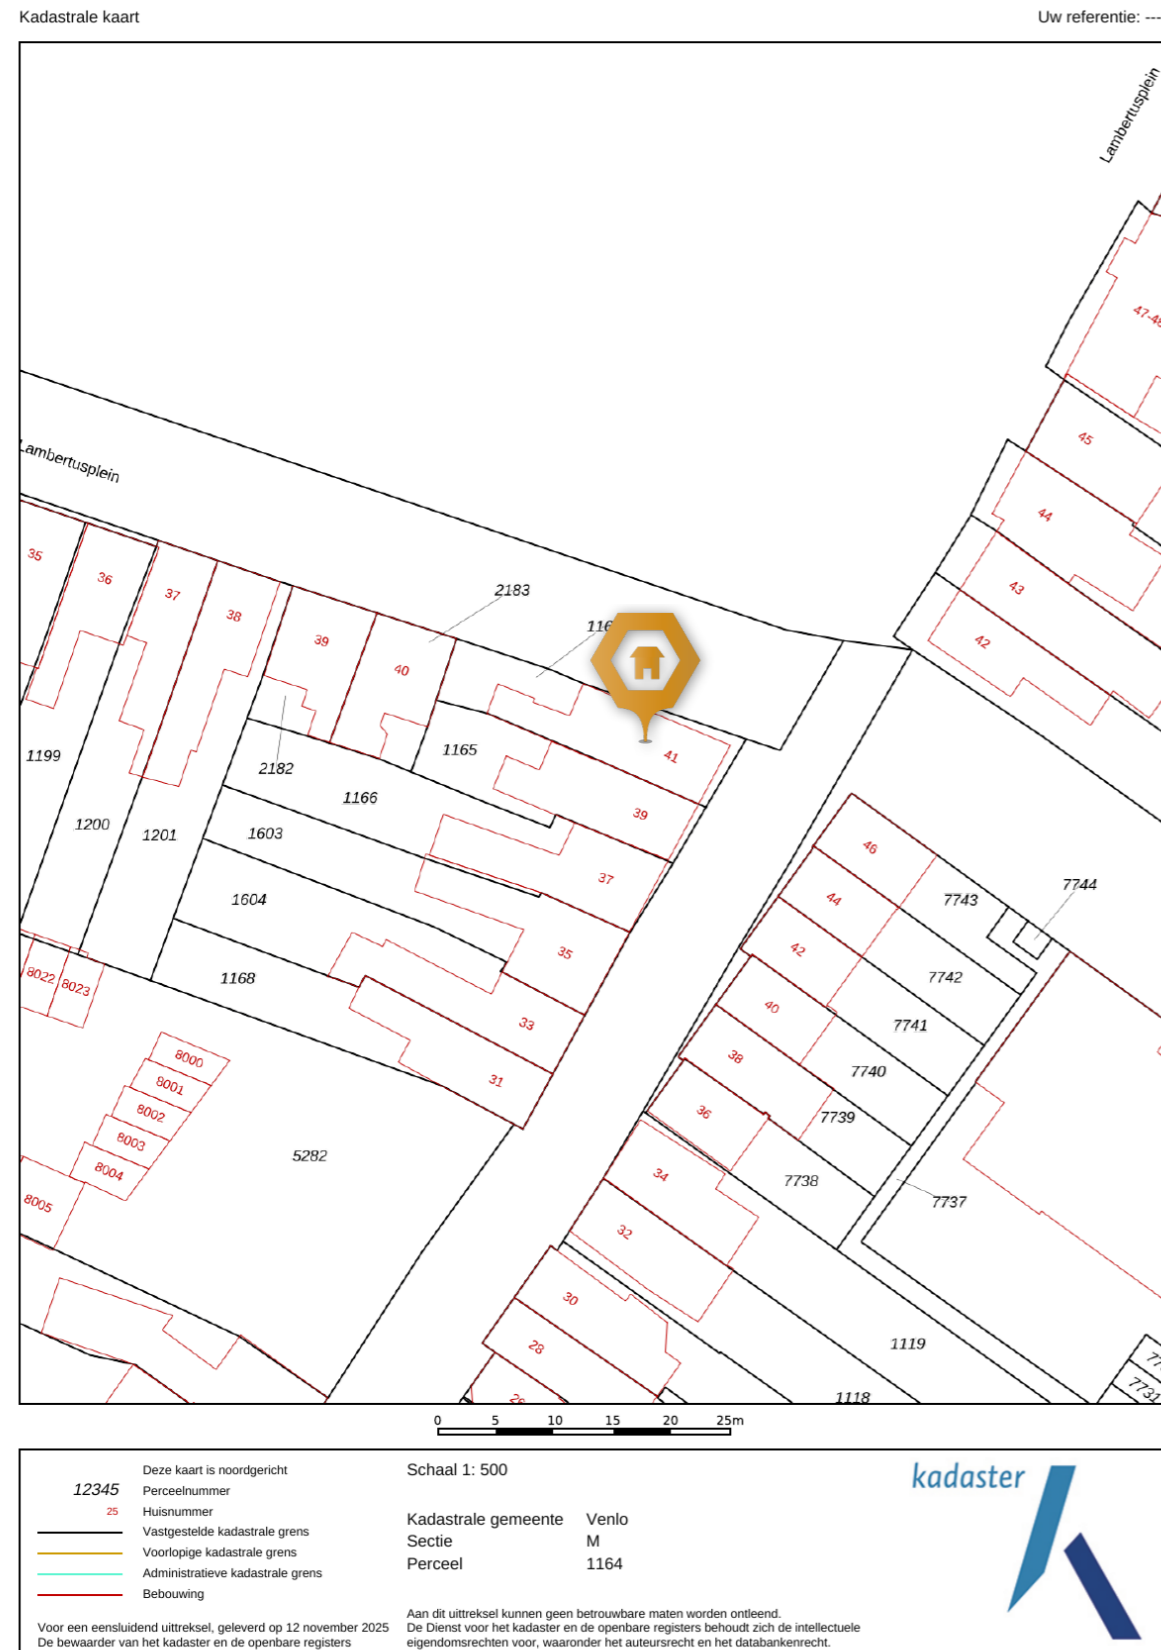 Kadastrale kaart
Uw referentie: ---
Lambertusplein
47-48
45
44
43
42
Lambertusplein
35
36
37
38
39
40
2183
41
39
37
35
33
31
1165
2182
1166
1603
1604
1168
1199
1200
1201
8022
8023
8000
8001
8002
8003
8004
8005
5282
46
44
42
40
38
36
34
32
30
28
7744
7743
7742
7741
7740
7739
7738
7737
1119
1118
7731
0 5 10 15 20 25m
Deze kaart is noordgericht
12345 Perceelnummer
25 Huisnummer
Vastgestelde kadastrale grens
Voorlopige kadastrale grens
Administratieve kadastrale grens
Bebouwing
Voor een eensluidend uittreksel, geleverd op 12 november 2025
De bewaarder van het kadaster en de openbare registers
Schaal 1: 500
Kadastrale gemeente Venlo
Sectie M
Perceel 1164
Aan dit uittreksel kunnen geen betrouwbare maten worden ontleend.
De Dienst voor het kadaster en de openbare registers behoudt zich de intellectuele
eigendomsrechten voor, waaronder het auteursrecht en het databankenrecht.
kadaster